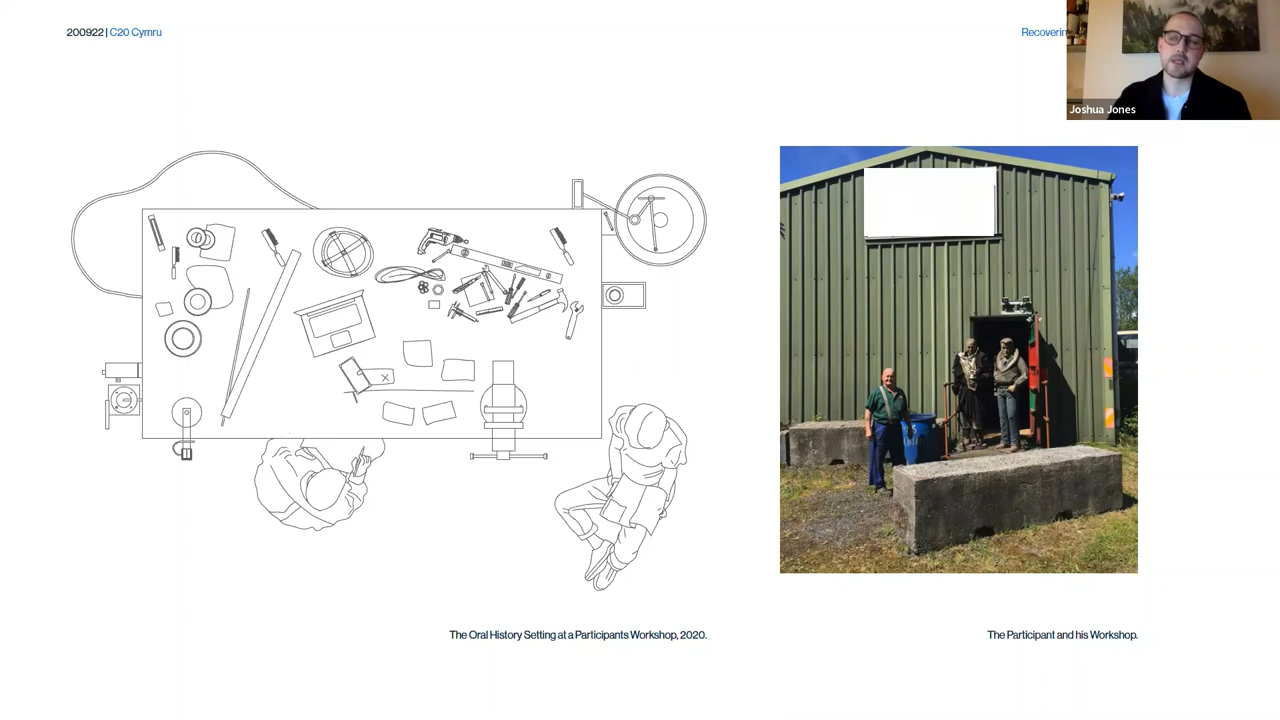 200922 | C20 Cymru
Recoverin
Joshua Jones
The Oral History Setting at a Participants Workshop, 2020.
The Participant and his Workshop.